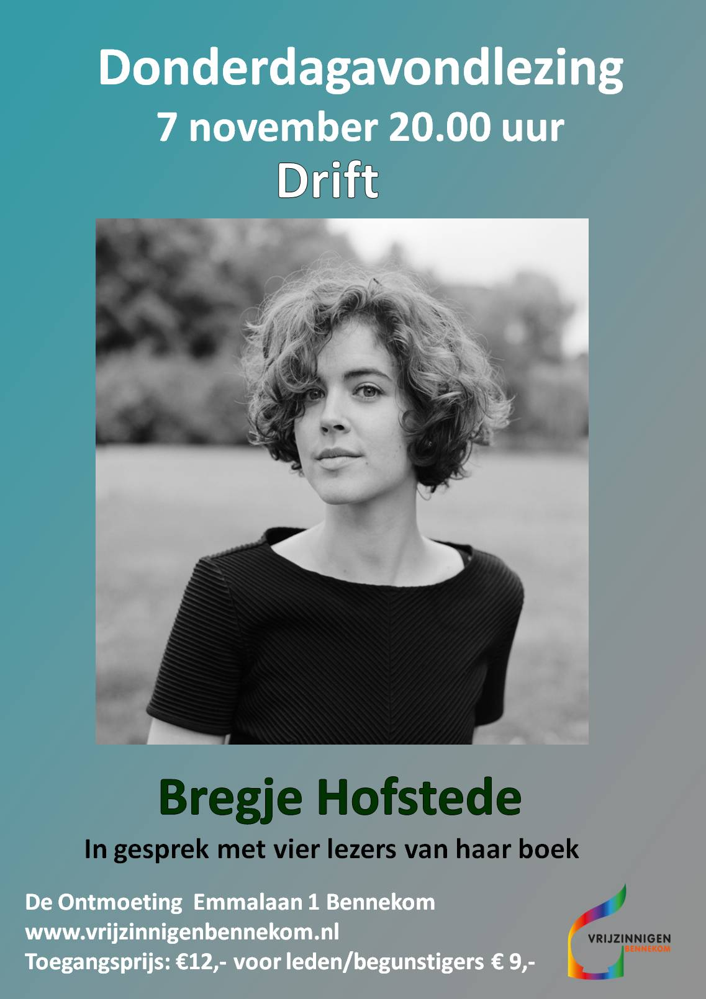 Donderdagavondlezing
7 november 20.00 uur
Drift
Bregje Hofstede
In gesprek met vier lezers van haar boek
De Ontmoeting Emmalaan 1 Bennekom
www.vrijzinnigenbennekom.nl
Toegangsprijs: €12,- voor leden/begunstigers € 9,-
VRIJZINNIGEN
BENNEKOM